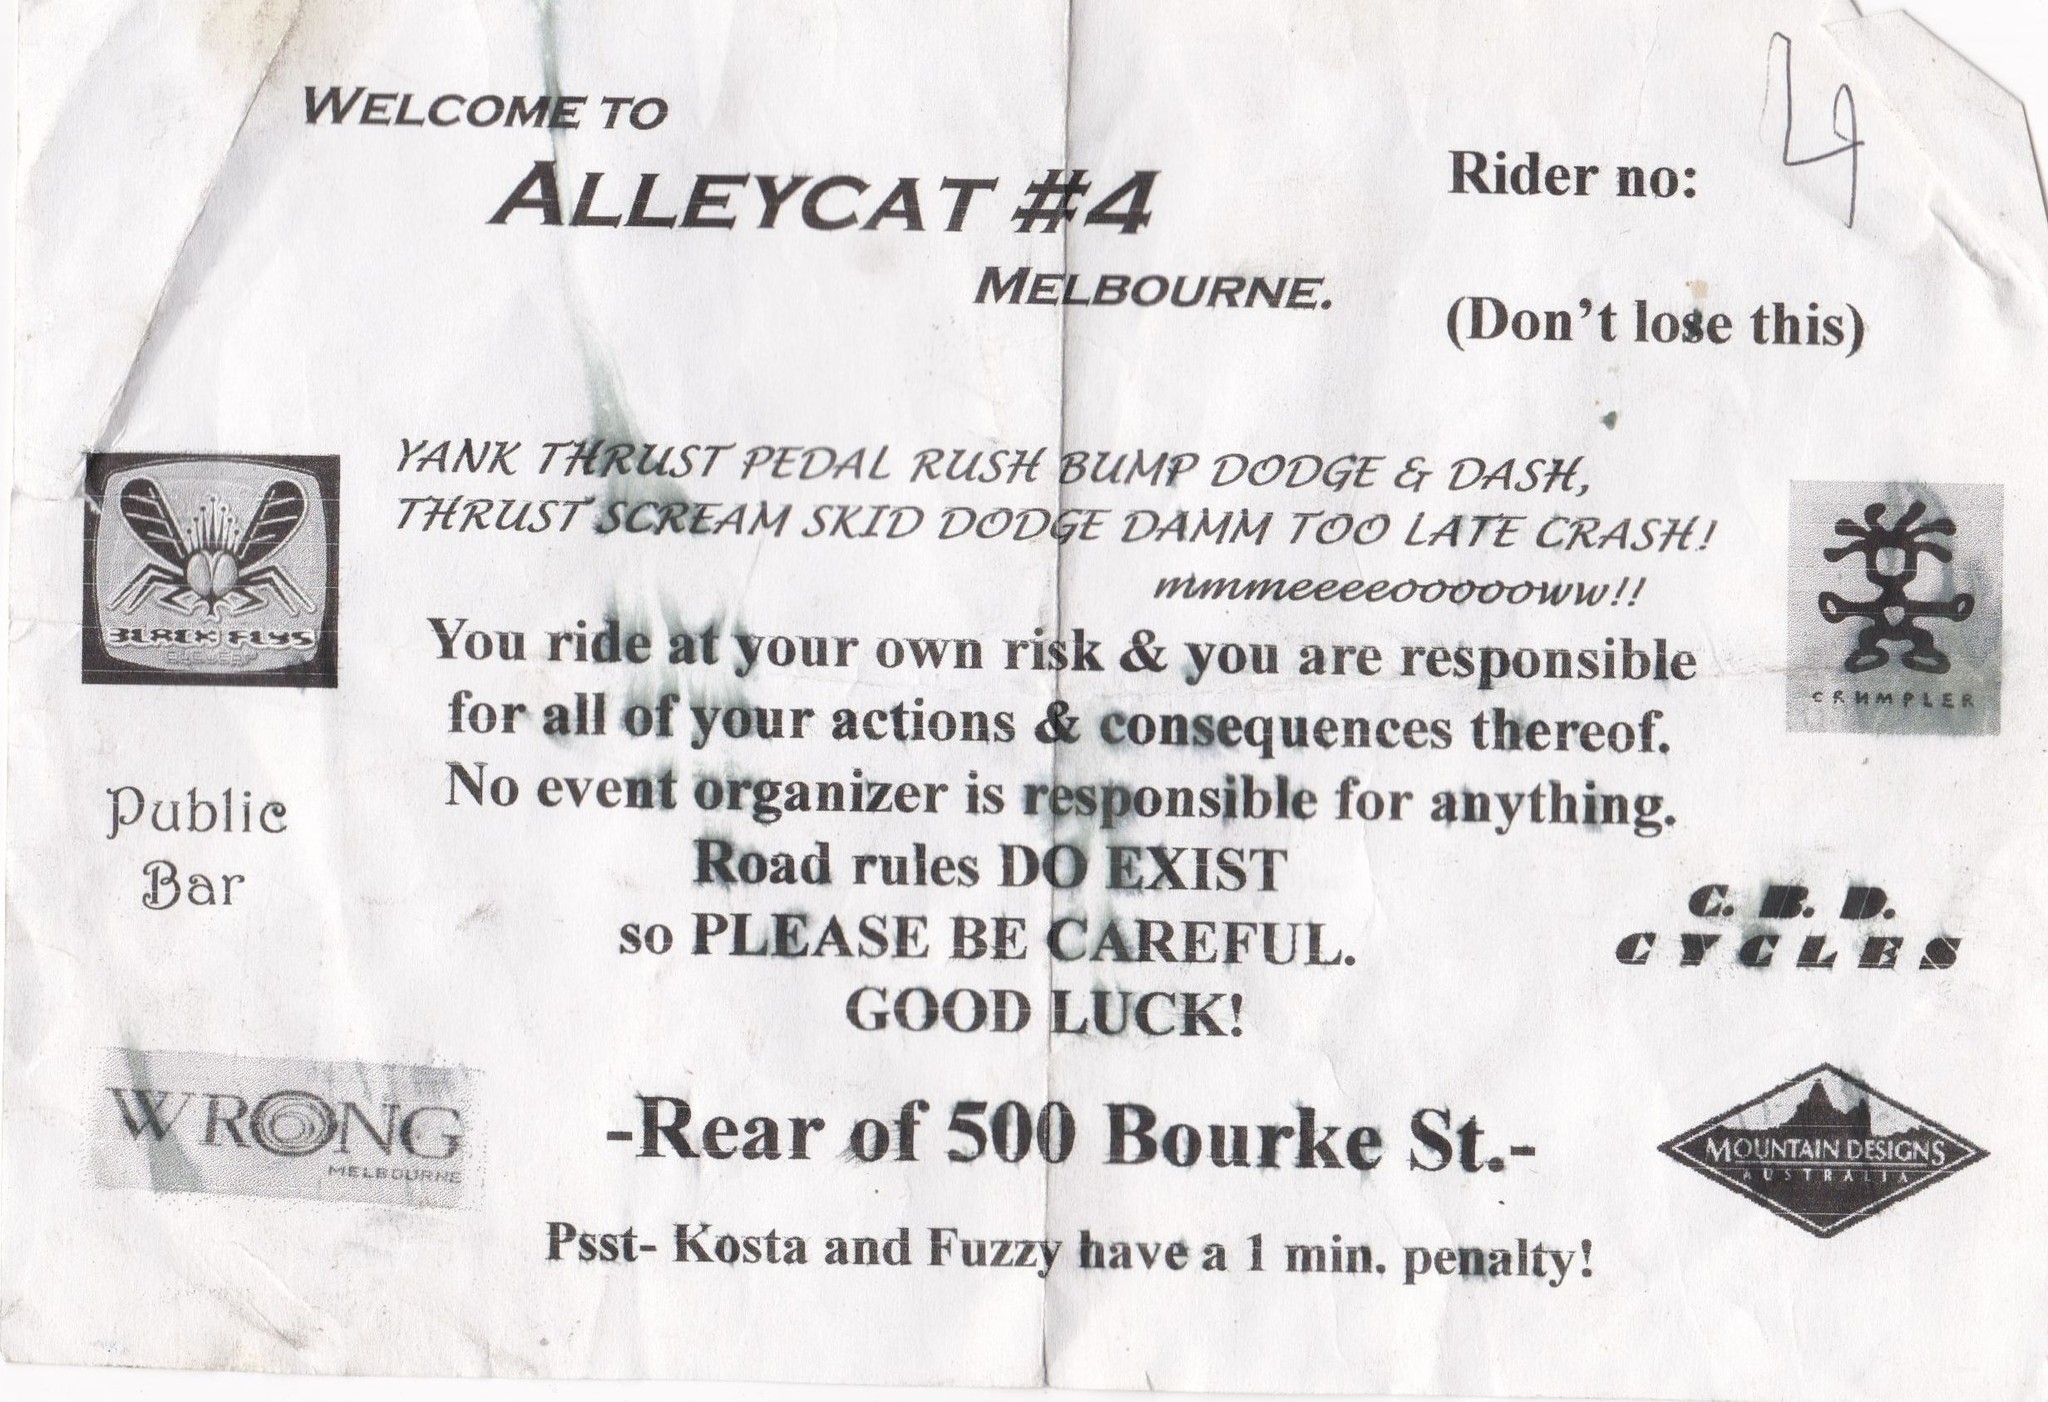 WELCOME TO
ALLEYCAT #4
MELBOURNE.
Rider no: 4
(Don't lose this)
YANK THRUST PEDAL RUSH BUMP DODGE & DASH,
THRUST SCREAM SKID DODGE DAMM TOO LATE CRASH!
mmmeeeeeoooooww!!
BLACK FLYS
You ride at your own risk & you are responsible
for all of your actions & consequences thereof.
No event organizer is responsible for anything.
Road rules DO EXIST
so PLEASE BE CAREFUL.
GOOD LUCK!
CRUMPLER
Public
Bar
C. B. D.
CYCLES
WRONG
MELBOURNE
-Rear of 500 Bourke St.-
MOUNTAIN DESIGNS
AUSTRALIA
Psst- Kosta and Fuzzy have a 1 min. penalty!